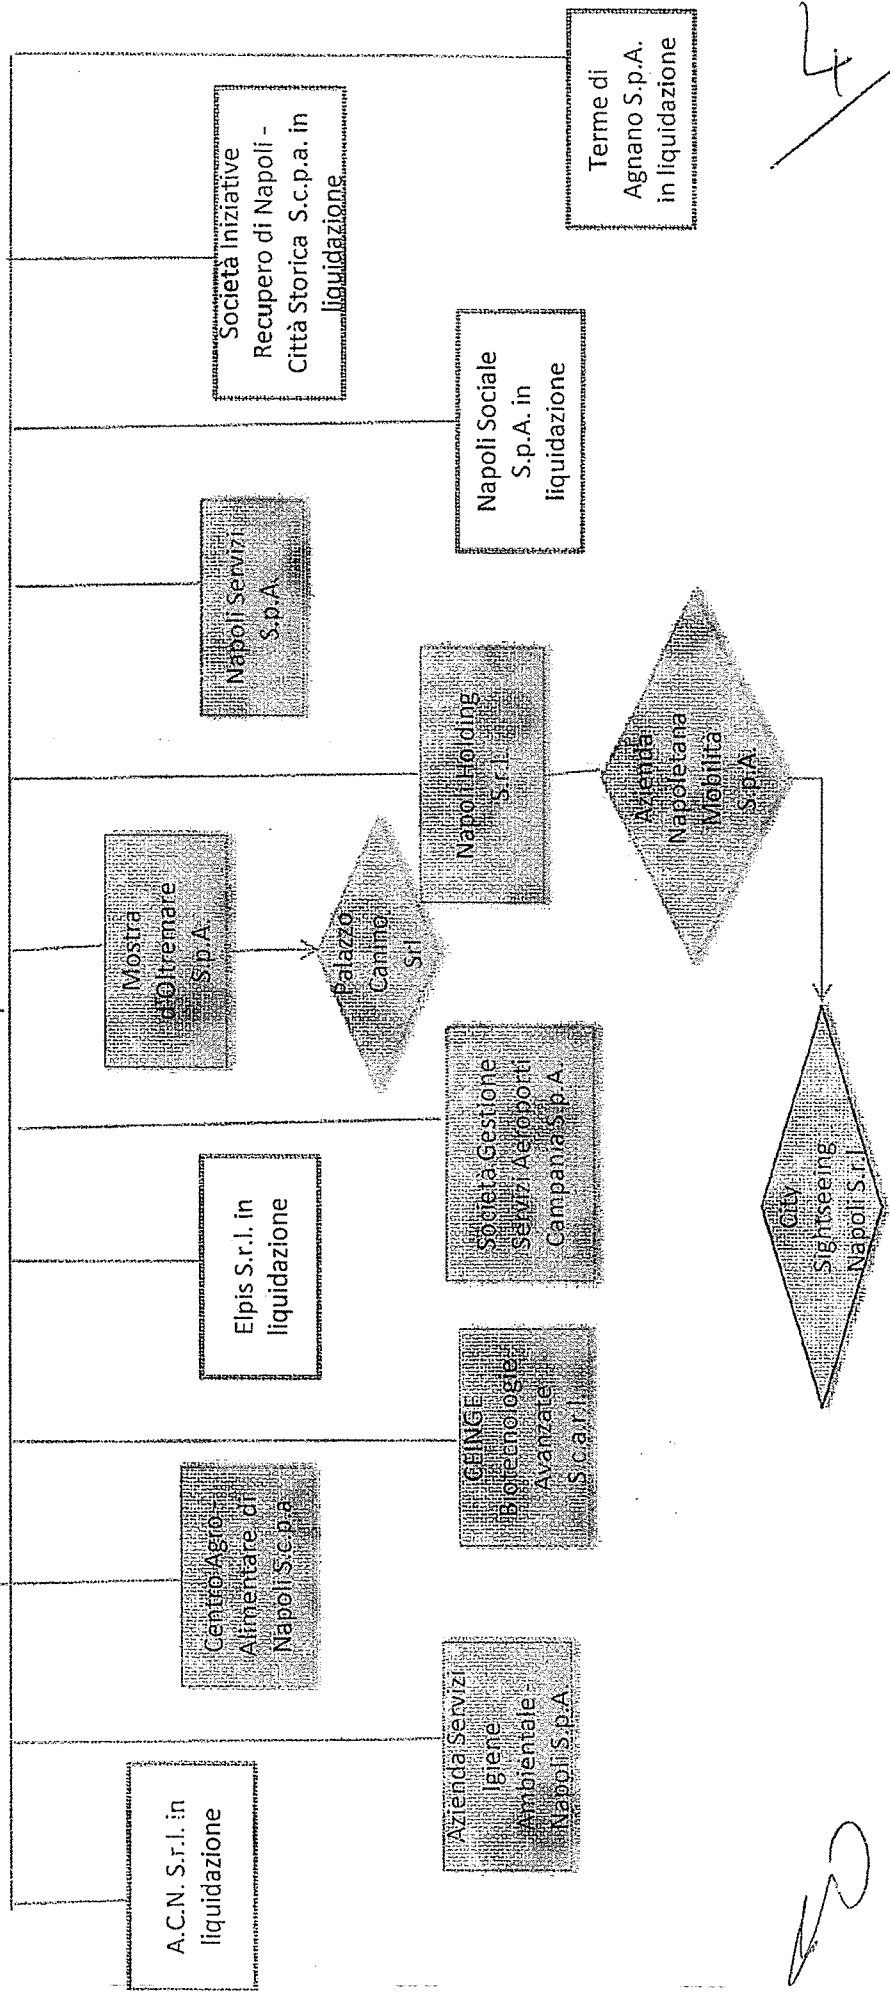 A.C.N. S.r.l. in
liquidazione
Azienda Servizi
Igiene
Ambientale -
Napoli S.p.A.
Centro Agro -
Alimentare di
Napoli S.c.p.a
CEINGE
Biotecnologie
Avanzate
S.c.a r.l.
Elpis S.r.l. in
liquidazione
Società Gestione
Servizi Aeroporti
Campania S.p.A.
Mostra
d'Oltremare
S.p.A.
Palazzo
Canino
Srl
Napoli Holding
S.r.l.
Azienda
Napoletana
Mobilità
S.p.A.
City
Sightseeing
Napoli S.r.l
Napoli Servizi
S.p.A.
Napoli Sociale
S.p.A. in
liquidazione
Società Iniziative
Recupero di Napoli -
Città Storica S.c.p.a. in
liquidazione
Terme di
Agnano S.p.A.
in liquidazione